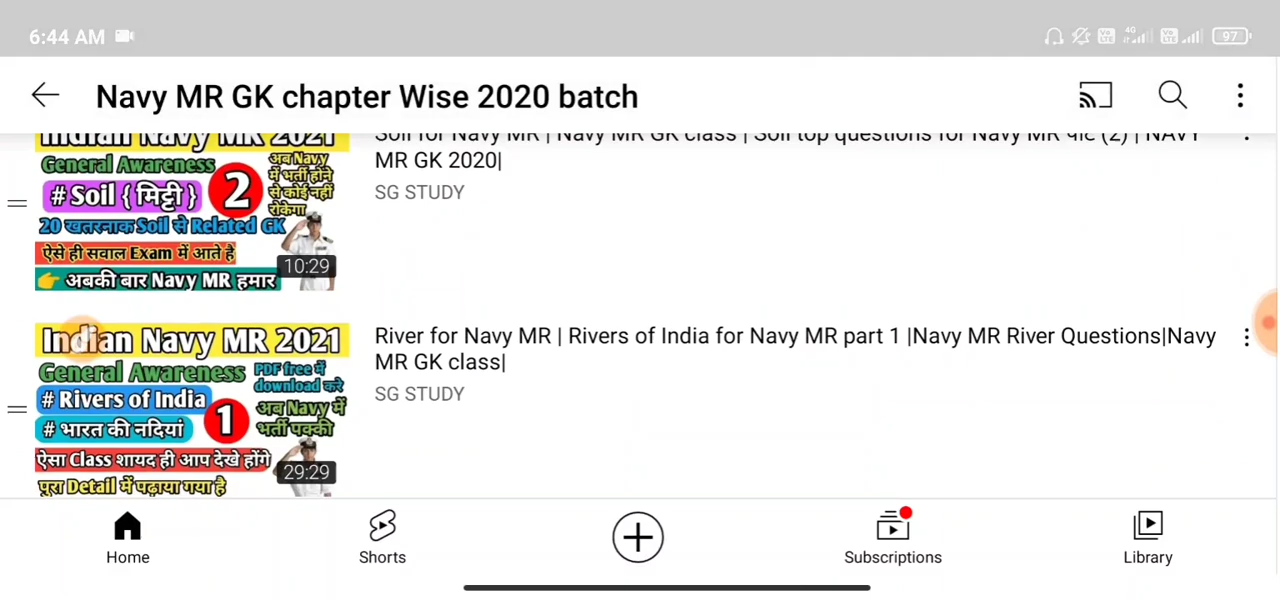 6:44 AM
4G
97
Navy MR GK chapter Wise 2020 batch
Indian Navy MR 2021
General Awareness
अब Navy
में भर्ती होने
से कोई नहीं
रोकेगा
# Soil {मिट्टी}
2
20 खतरनाक Soil से Related GK
ऐसे ही सवाल Exam में आते है
अबकी बार Navy MR हमार
10:29
Soil for Navy MR | Navy MR GK class | Soil top questions for Navy MR पार्ट (2) | NAVY
MR GK 2020|
SG STUDY
Indian Navy MR 2021
General Awareness
PDF free में
download करे
# Rivers of India
1
अब Navy में
भर्ती पक्की
# भारत की नदियां
ऐसा Class शायद ही आप देखे होंगे
पूरा Detail में पढ़ाया गया है
29:29
River for Navy MR | Rivers of India for Navy MR part 1 |Navy MR River Questions|Navy
MR GK class|
SG STUDY
Home
Shorts
Subscriptions
Library